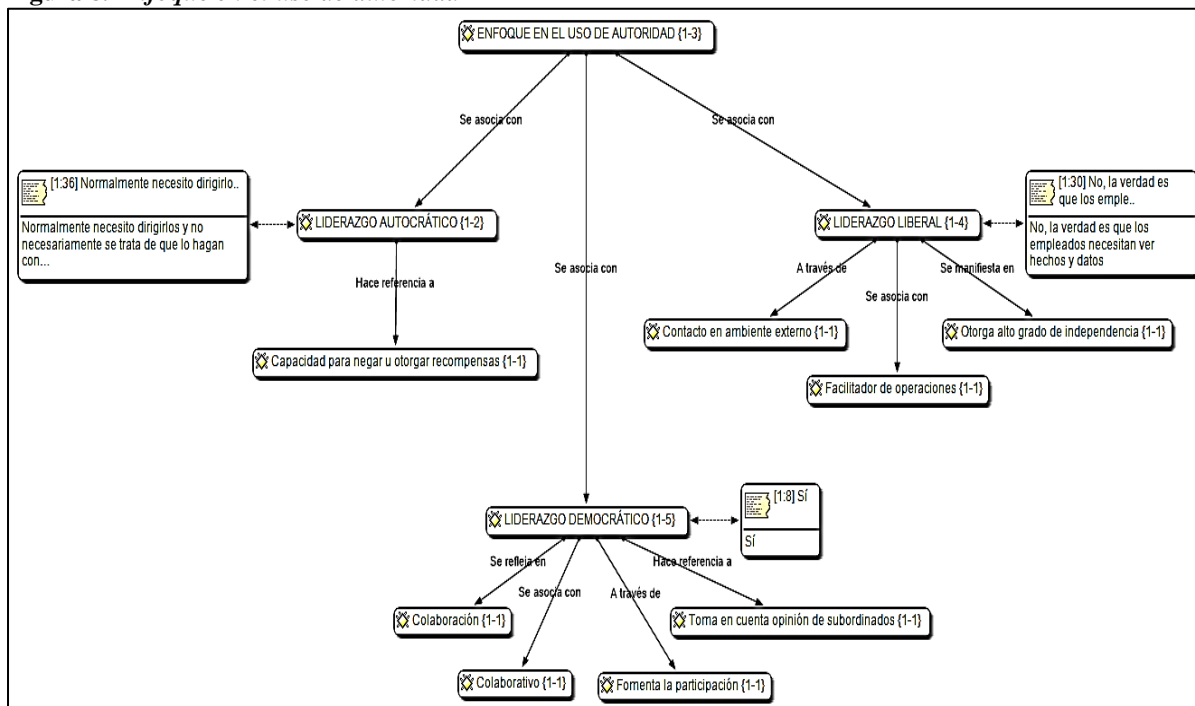 ENFOQUE EN EL USO DE AUTORIDAD {1-3}
Se asocia con
Se asocia con
[1:36] Normalmente necesito dirigirlo..
Normalmente necesito dirigirlos y no
necesariamente se trata de que lo hagan
con...
LIDERAZGO AUTOCRÁTICO {1-2}
LIDERAZGO LIBERAL {1-4}
[1:30] No, la verdad es
que los emple..
No, la verdad es que los
empleados necesitan ver
hechos y datos
Se asocia con
Hace referencia a
A través de
Se asocia con
Se manifiesta en
Contacto en ambiente externo {1-1}
Otorga alto grado de independencia {1-1}
Capacidad para negar u otorgar recompensas {1-1}
Facilitador de operaciones {1-1}
LIDERAZGO DEMOCRÁTICO {1-5}
[1:8] Sí
Sí
Se refleja en
Se asocia con
A través de
Hace referencia a
Colaboración {1-1}
Toma en cuenta opinión de subordinados {1-1}
Colaborativo {1-1}
Fomenta la participación {1-1}